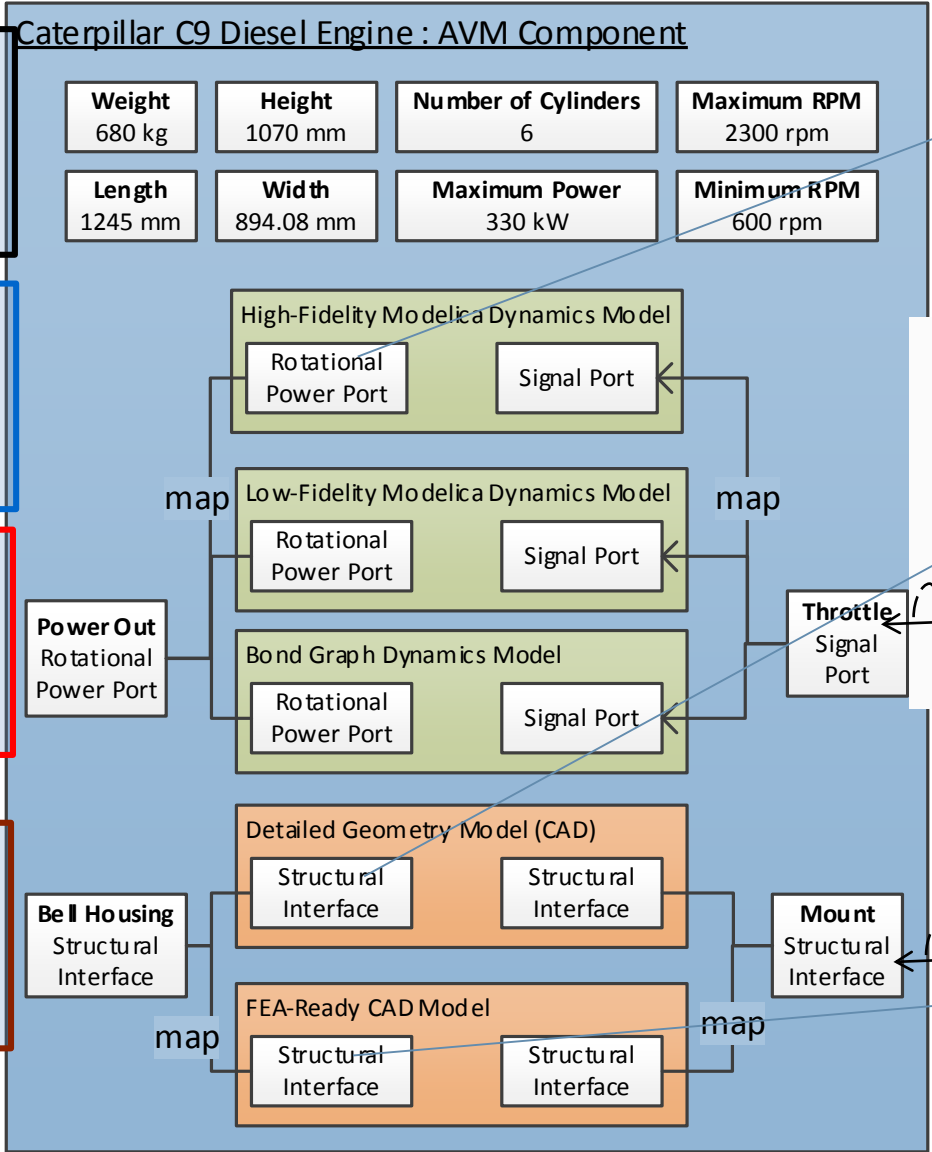 Caterpillar C9 Diesel Engine : AVM Component
Weight
680 kg
Height
1070 mm
Number of Cylinders
6
Maximum RPM
2300 rpm
Length
1245 mm
Width
894.08 mm
Maximum Power
330 kW
Minimum RPM
600 rpm
High-Fidelity Modelica Dynamics Model
Rotational
Power Port
Signal Port
map
map
Low-Fidelity Modelica Dynamics Model
Rotational
Power Port
Signal Port
Power Out
Rotational
Power Port
Throttle
Signal
Port
Bond Graph Dynamics Model
Rotational
Power Port
Signal Port
Detailed Geometry Model (CAD)
Structural
Interface
Structural
Interface
Bell Housing
Structural
Interface
Mount
Structural
Interface
FEA-Ready CAD Model
map
map
Structural
Interface
Structural
Interface